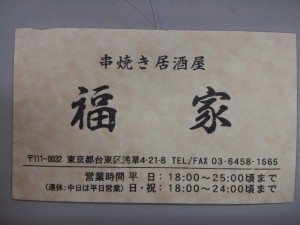 串焼き居酒屋
福家
〒111-0032 東京都台東区浅草4-21-8 TEL/FAX 03-6458-1665
営業時間 平 日：18:00～25:00頃まで
（連休:中日は平日営業）日・祝：18:00～24:00頃まで